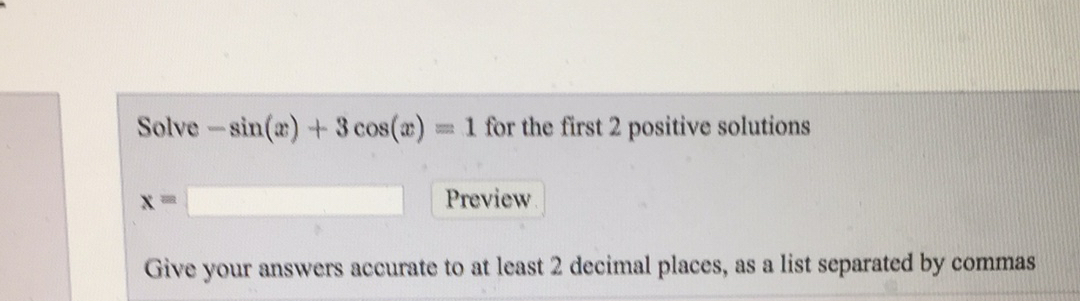 Solve −sin(x) + 3 cos(x) = 1 for the first 2 positive solutions
x =
Preview
Give your answers accurate to at least 2 decimal places, as a list separated by commas